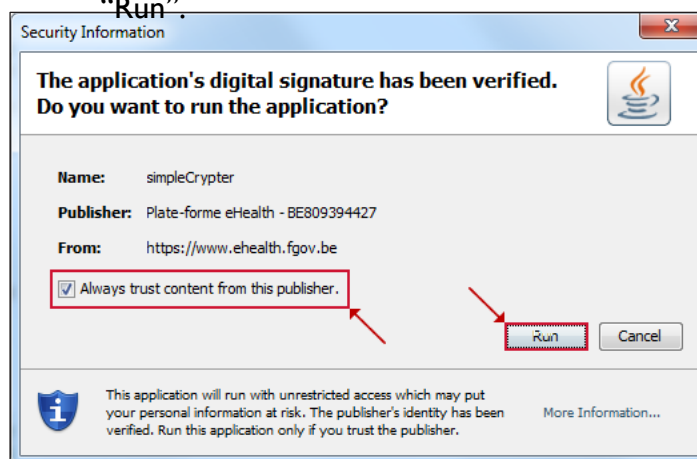 “Run”.
Security Information
The application's digital signature has been verified.
Do you want to run the application?
Name: simpleCrypter
Publisher: Plate-forme eHealth - BE809394427
From: https://www.ehealth.fgov.be
Always trust content from this publisher.
Run Cancel
This application will run with unrestricted access which may put
your personal information at risk. The publisher's identity has been
verified. Run this application only if you trust the publisher.
More Information...